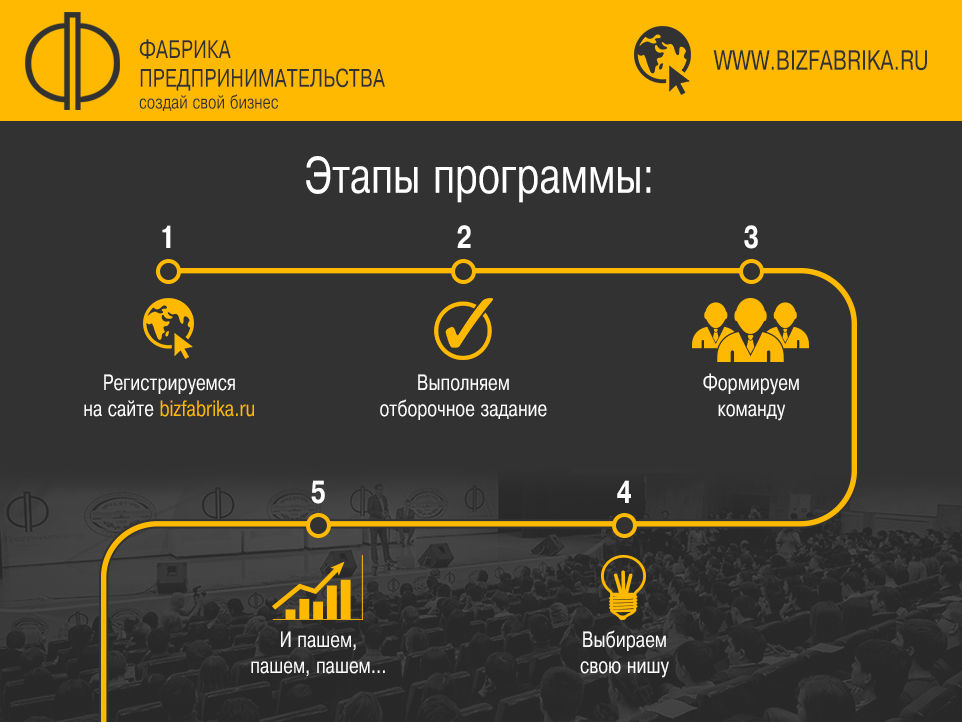 ФАБРИКА
ПРЕДПРИНИМАТЕЛЬСТВА
создай свой бизнес
WWW.BIZFABRIKA.RU
Этапы программы:
1
2
3
Регистрируемся
на сайте bizfabrika.ru
Выполняем
отборочное задание
Формируем
команду
4
Выбираем
свою нишу
5
И пашем,
пашем, пашем...